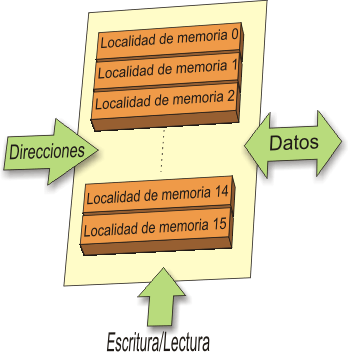 Localidad de memoria 0
Localidad de memoria 1
Localidad de memoria 2
Direcciones
Datos
Localidad de memoria 14
Localidad de memoria 15
Escritura/Lectura